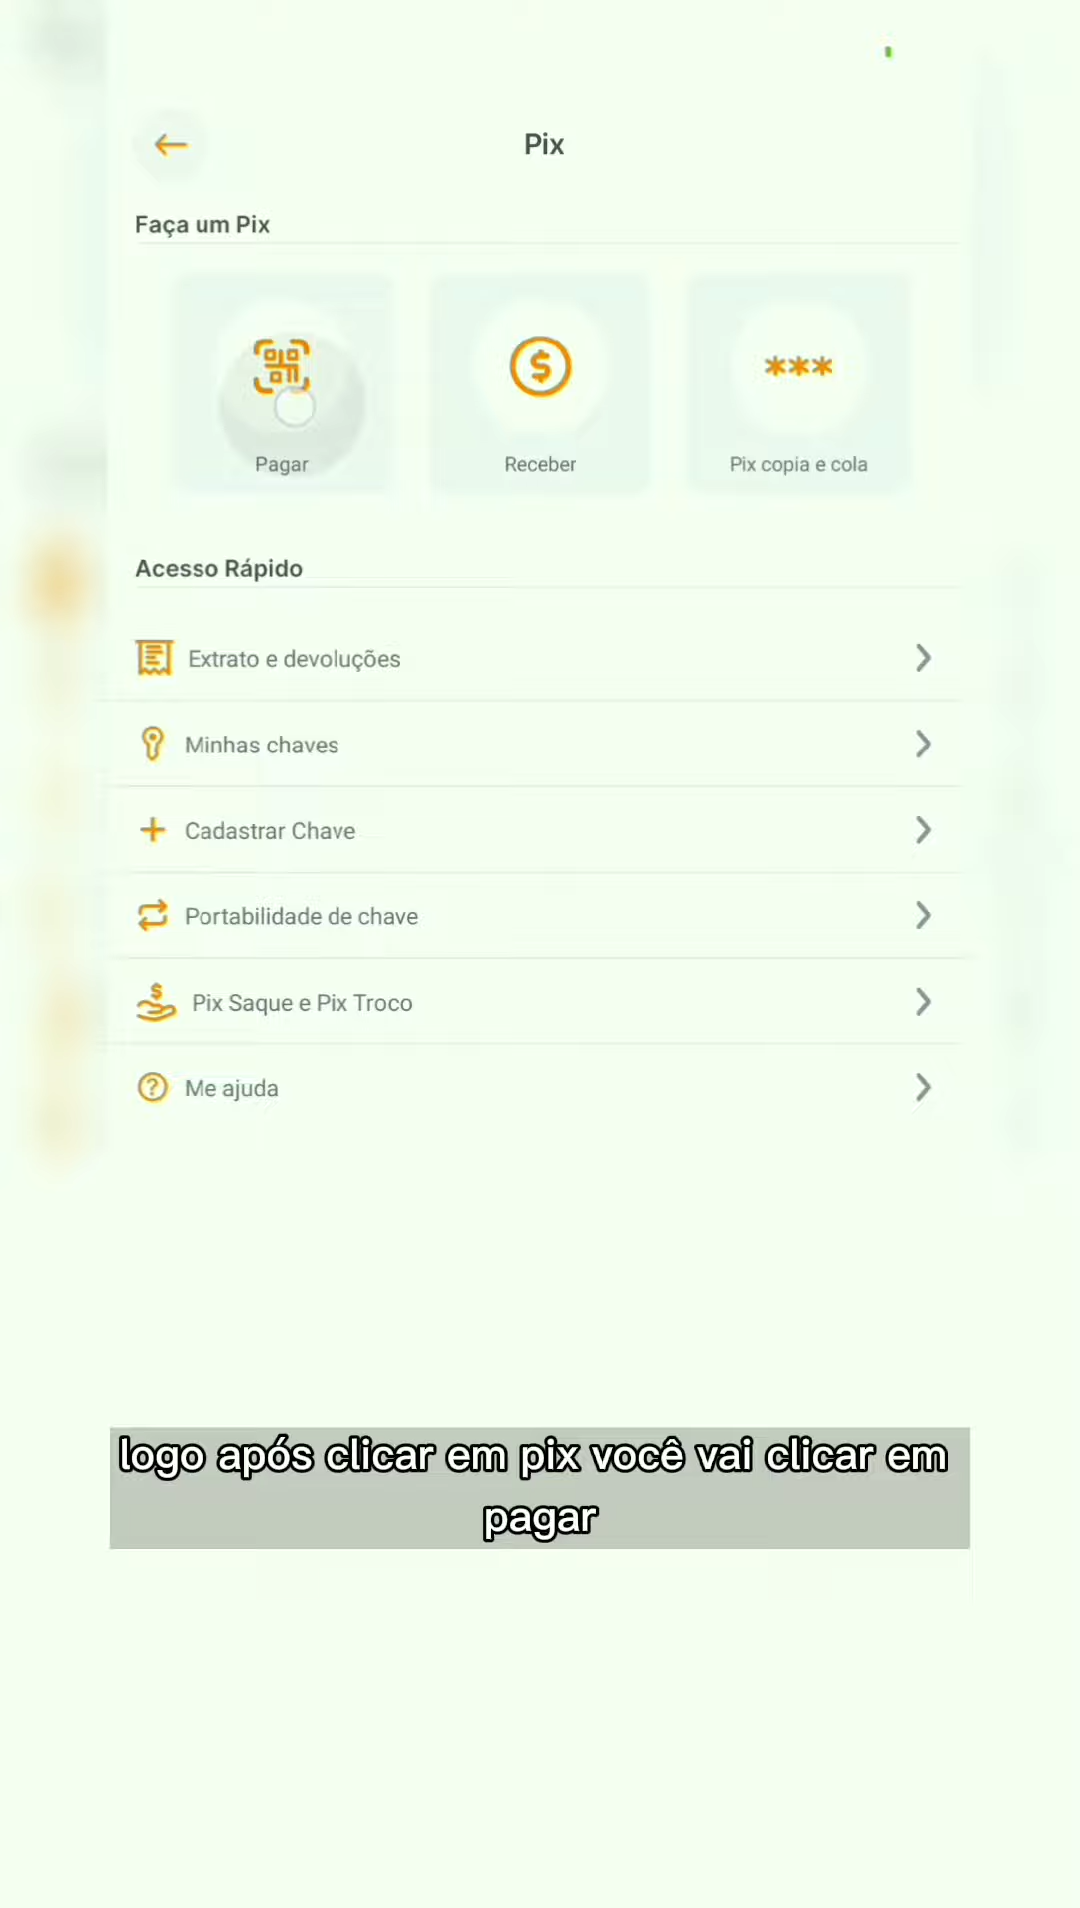 Pix
Faça um Pix
Pagar
Receber
***
Pix copia e cola
Acesso Rápido
Extrato e devoluções
Minhas chaves
Cadastrar Chave
Portabilidade de chave
Pix Saque e Pix Troco
Me ajuda
logo após clicar em pix você vai clicar em
pagar